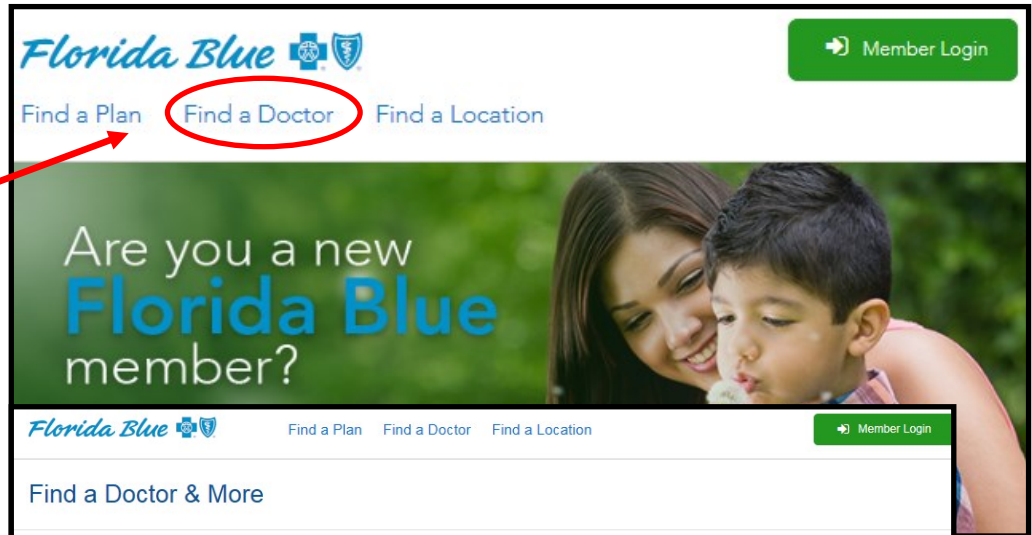 Florida Blue
Member Login
Find a Plan Find a Doctor Find a Location
Are you a new
Florida Blue
member?
Florida Blue Find a Plan Find a Doctor Find a Location Member Login
Find a Doctor & More